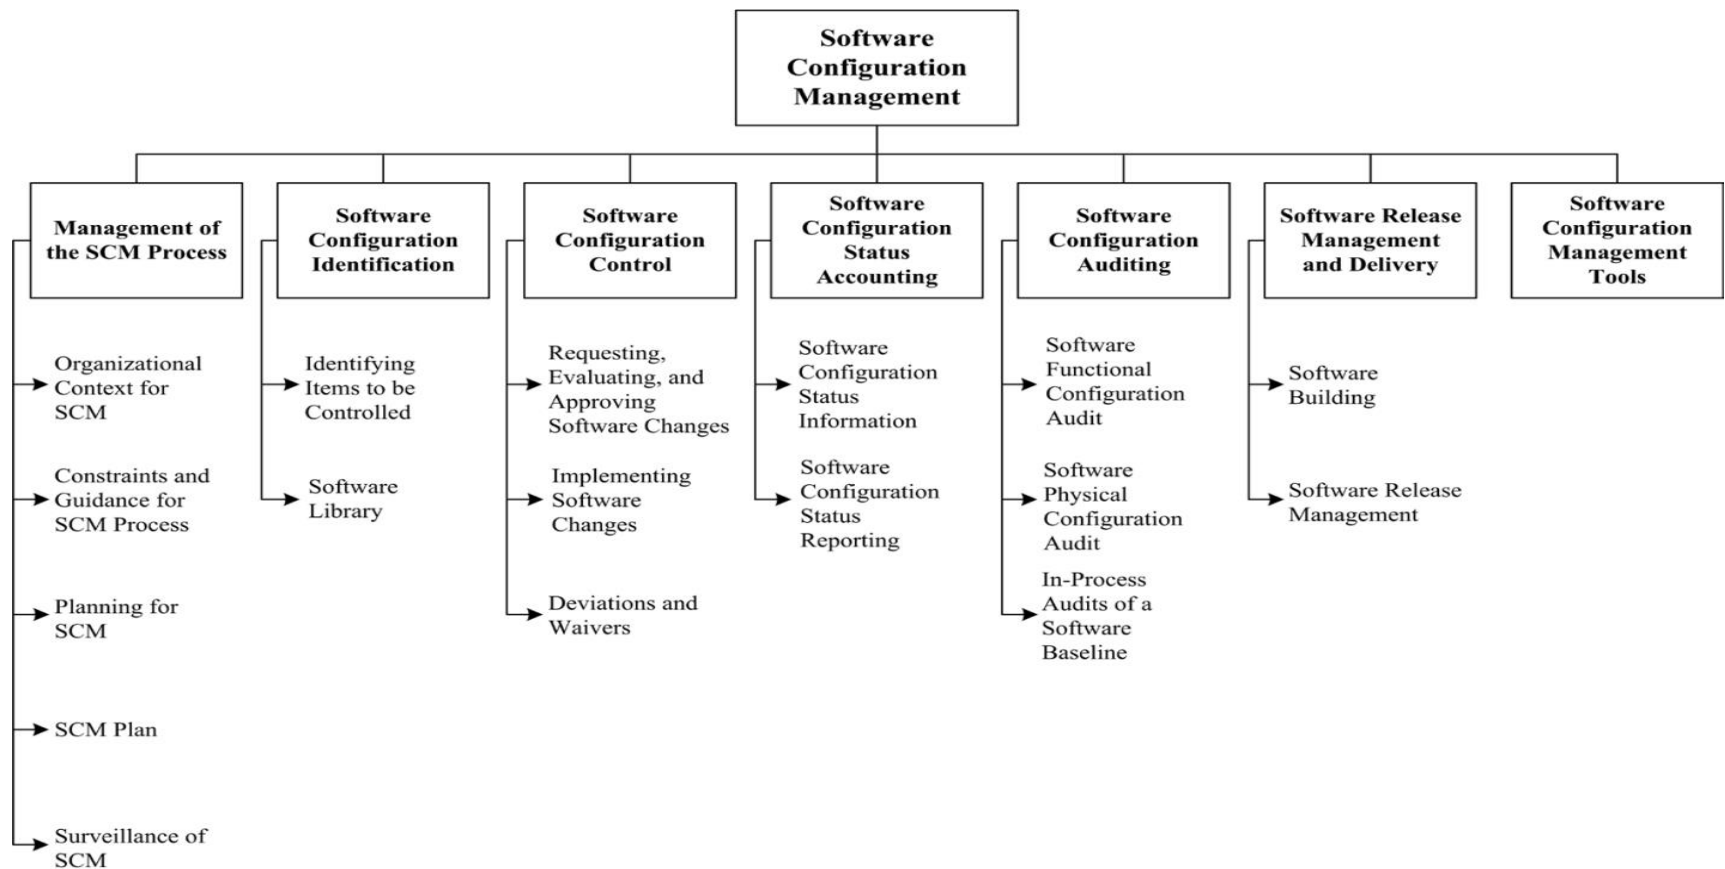 Software
Configuration
Management
Management of
the SCM Process
Organizational
Context for
SCM
Constraints and
Guidance for
SCM Process
Planning for
SCM
SCM Plan
Surveillance of
SCM
Software
Configuration
Identification
Identifying
Items to be
Controlled
Software
Library
Software
Configuration
Control
Requesting,
Evaluating, and
Approving
Software Changes
Implementing
Software
Changes
Deviations and
Waivers
Software
Configuration
Status
Accounting
Software
Configuration
Status
Information
Software
Configuration
Status
Reporting
Software
Configuration
Auditing
Software
Functional
Configuration
Audit
Software
Physical
Configuration
Audit
In-Process
Audits of a
Software
Baseline
Software Release
Management
and Delivery
Software
Building
Software Release
Management
Software
Configuration
Management
Tools